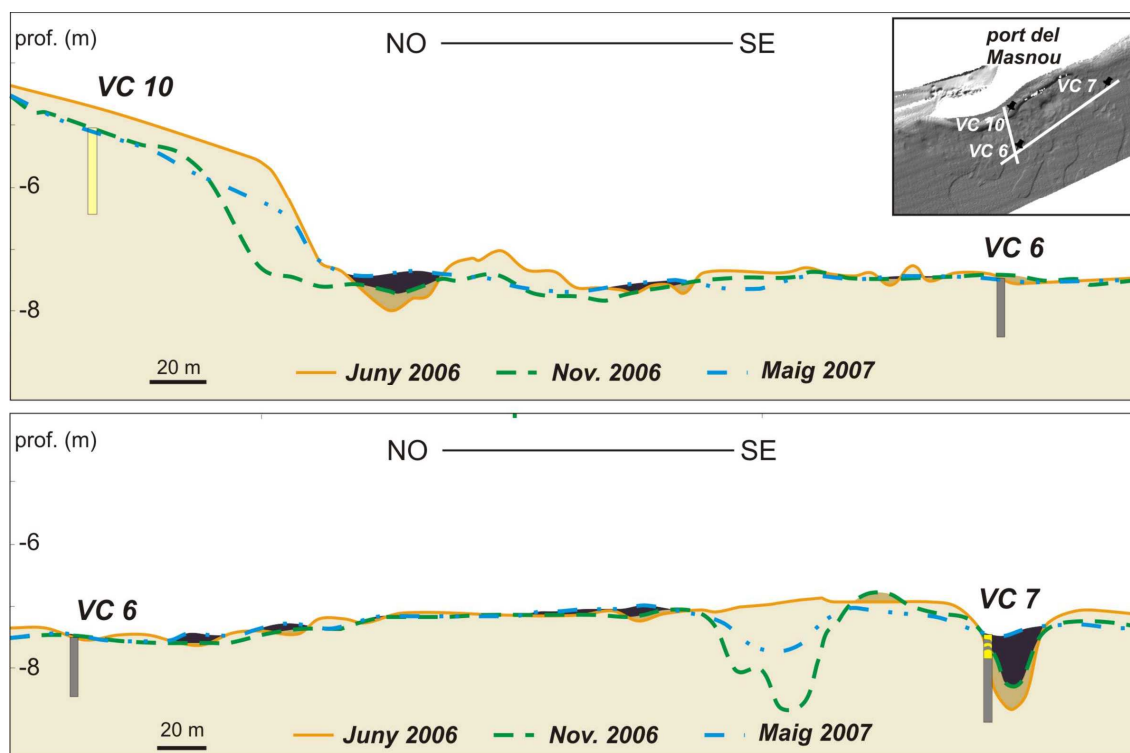 prof. (m)
NO
SE
port del
Masnou
VC 10
VC 7
VC 10
VC 6
-6
VC 6
-8
20 m
Juny 2006
Nov. 2006
Maig 2007
prof. (m)
NO
SE
-6
VC 6
VC 7
-8
20 m
Juny 2006
Nov. 2006
Maig 2007